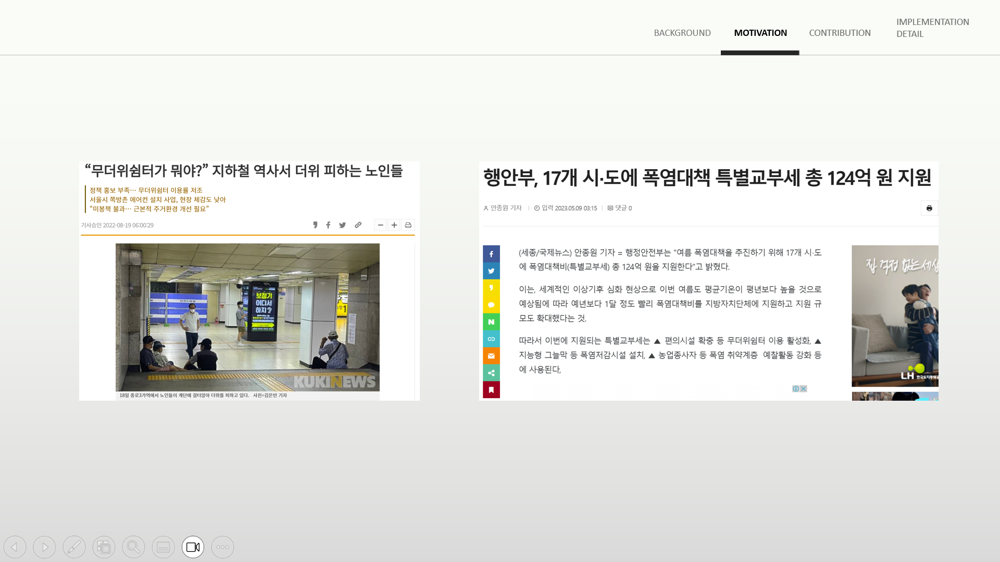 BACKGROUND
MOTIVATION
CONTRIBUTION
IMPLEMENTATION
DETAIL
“무더위쉼터가 뭐야?” 지하철 역사서 더위 피하는 노인들
정책 홍보 부족… 무더위쉼터 이용률 저조
서울시 쪽방촌 에어컨 설치 사업, 현장 체감도 낮아
“미봉책 불과… 근본적 주거환경 개선 필요”
기사승인 2022-08-19 06:00:29
보청기
어디서
하지?
KUKINEWS
18일 종로3가역에서 노인들이 계단에 걸터앉아 더위를 피하고 있다. 사진=김은빈 기자
행안부, 17개 시·도에 폭염대책 특별교부세 총 124억 원 지원
안종원 기자
입력 2023.05.09 03:15
댓글 0
(세종/국제뉴스) 안종원 기자 = 행정안전부는 "여름 폭염대책을 추진하기 위해 17개 시·도
에 폭염대책비(특별교부세) 총 124억 원을 지원한다"고 밝혔다.
이는, 세계적인 이상기후 심화 현상으로 이번 여름도 평균기온이 평년보다 높을 것으로
예상됨에 따라 예년보다 1달 정도 빨리 폭염대책비를 지방자치단체에 지원하고 지원 규
모도 확대했다는 것.
따라서 이번에 지원되는 특별교부세는 ▲ 편의시설 확충 등 무더위쉼터 이용 활성화, ▲
지능형 그늘막 등 폭염저감시설 설치, ▲ 농업종사자 등 폭염 취약계층 예찰활동 강화 등
에 사용된다,
집 걱정 없는 세상
LH 한국토지주택공